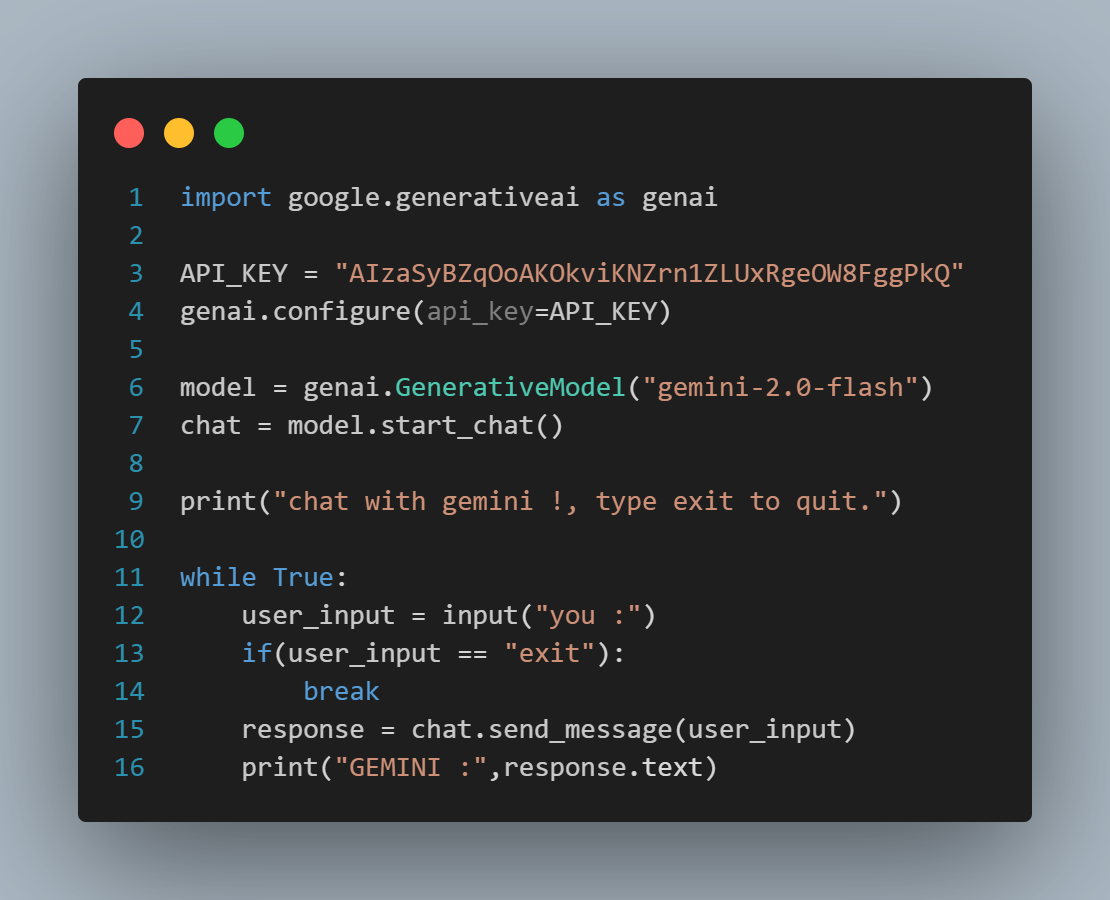 1 import google.generativeai as genai
2
3 API_KEY = "AIzaSyBZqOoAKOkviKNZrn1ZLUxRgeOW8FggPkQ"
4 genai.configure(api_key=API_KEY)
5
6 model = genai.GenerativeModel("gemini-2.0-flash")
7 chat = model.start_chat()
8
9 print("chat with gemini !, type exit to quit.")
10
11 while True:
12     user_input = input("you :")
13     if(user_input == "exit"):
14         break
15     response = chat.send_message(user_input)
16     print("GEMINI :",response.text)